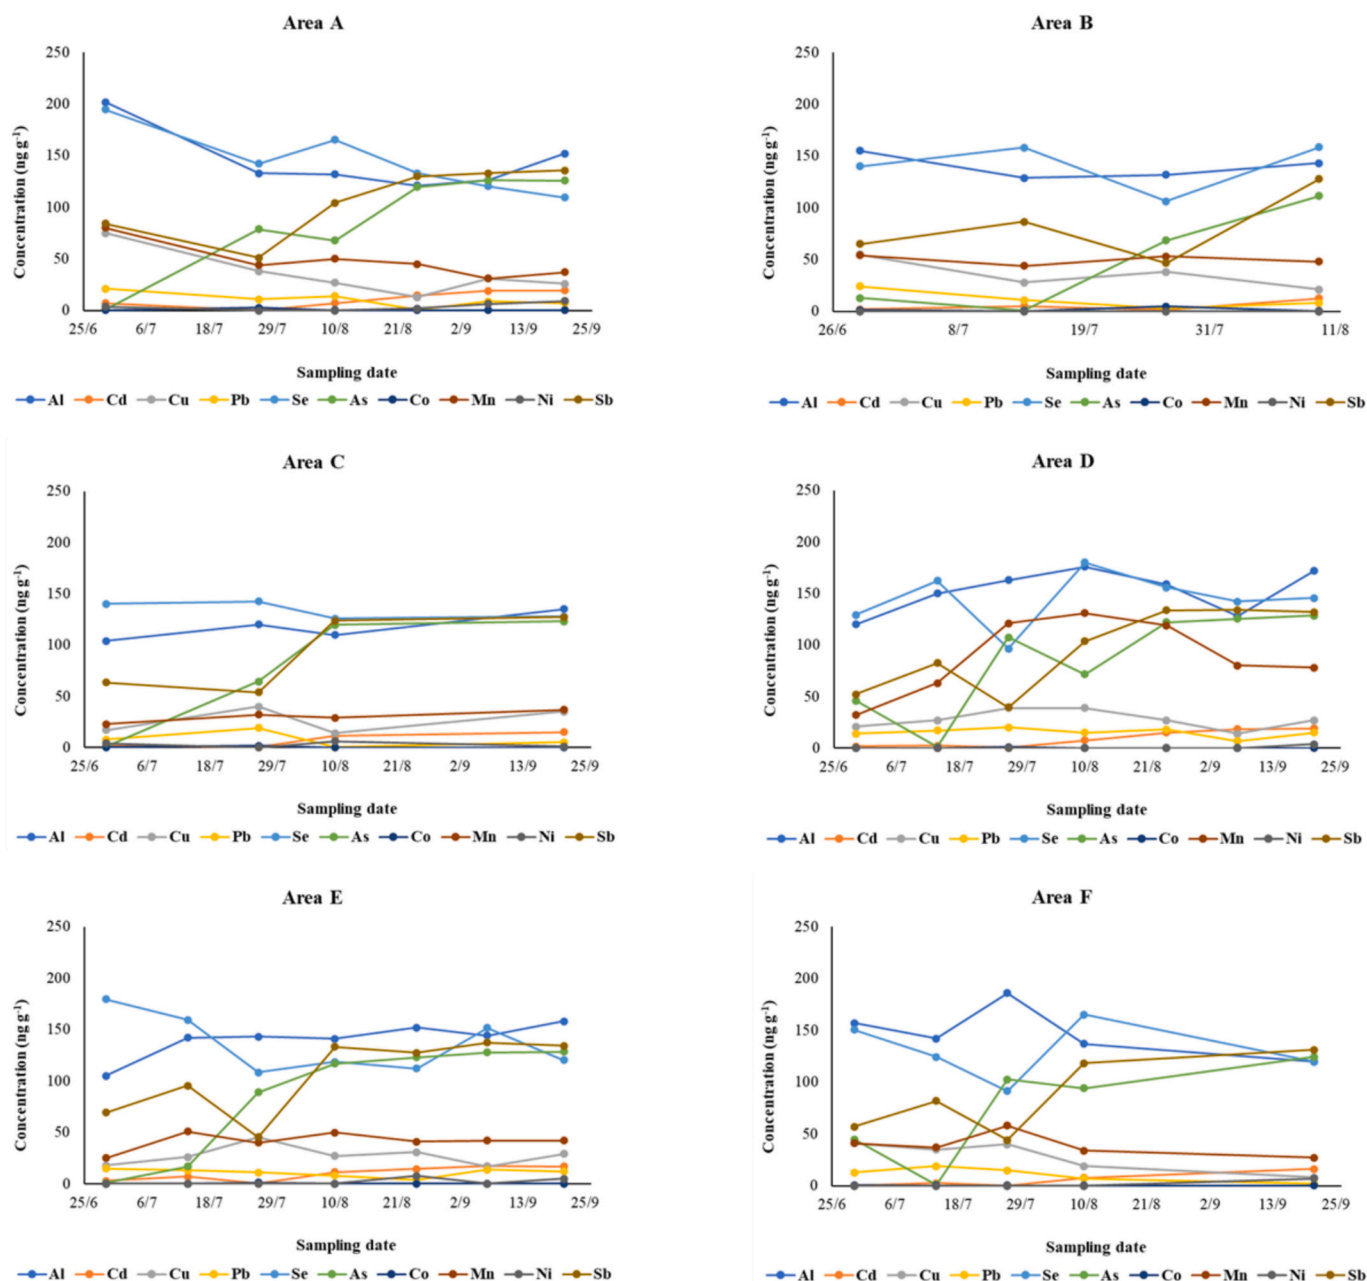 Area A
250
200
150
100
50
0
Concentration (ng g-1)
25/6 6/7 18/7 29/7 10/8 21/8 2/9 13/9 25/9
Sampling date
Al Cd Cu Pb Se As Co Mn Ni Sb
Area B
250
200
150
100
50
0
Concentration (ng g-1)
26/6 8/7 19/7 31/7 11/8
Sampling date
Al Cd Cu Pb Se As Co Mn Ni Sb
Area C
250
200
150
100
50
0
Concentration (ng g-1)
25/6 6/7 18/7 29/7 10/8 21/8 2/9 13/9 25/9
Sampling date
Al Cd Cu Pb Se As Co Mn Ni Sb
Area D
250
200
150
100
50
0
Concentration (ng g-1)
25/6 6/7 18/7 29/7 10/8 21/8 2/9 13/9 25/9
Sampling date
Al Cd Cu Pb Se As Co Mn Ni Sb
Area E
250
200
150
100
50
0
Concentration (ng g-1)
25/6 6/7 18/7 29/7 10/8 21/8 2/9 13/9 25/9
Sampling date
Al Cd Cu Pb Se As Co Mn Ni Sb
Area F
250
200
150
100
50
0
Concentration (ng g-1)
25/6 6/7 18/7 29/7 10/8 21/8 2/9 13/9 25/9
Sampling date
Al Cd Cu Pb Se As Co Mn Ni Sb